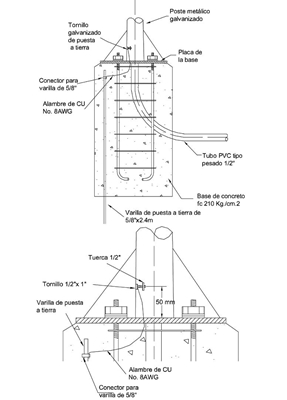 Poste metálico
galvanizado
Tornillo
galvanizado
de puesta
a tierra
Placa de
la base
Conector para
varilla de 5/8"
Alambre de CU
No. 8AWG
Tubo PVC tipo
pesado 1/2"
Base de concreto
fc 210 Kg./cm.2
Varilla de puesta a tierra de
5/8"x2.4m
Tuerca 1/2"
Tornillo 1/2"x 1"
50 mm
Varilla de puesta
a tierra
Alambre de CU
No. 8AWG
Conector para
varilla de 5/8"